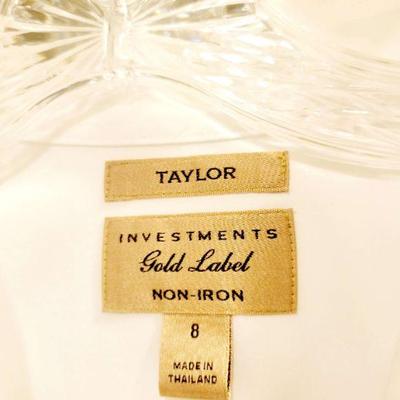 TAYLOR
INVESTMENTS
Gold Label
NON-IRON
8
MADE IN
THAILAND